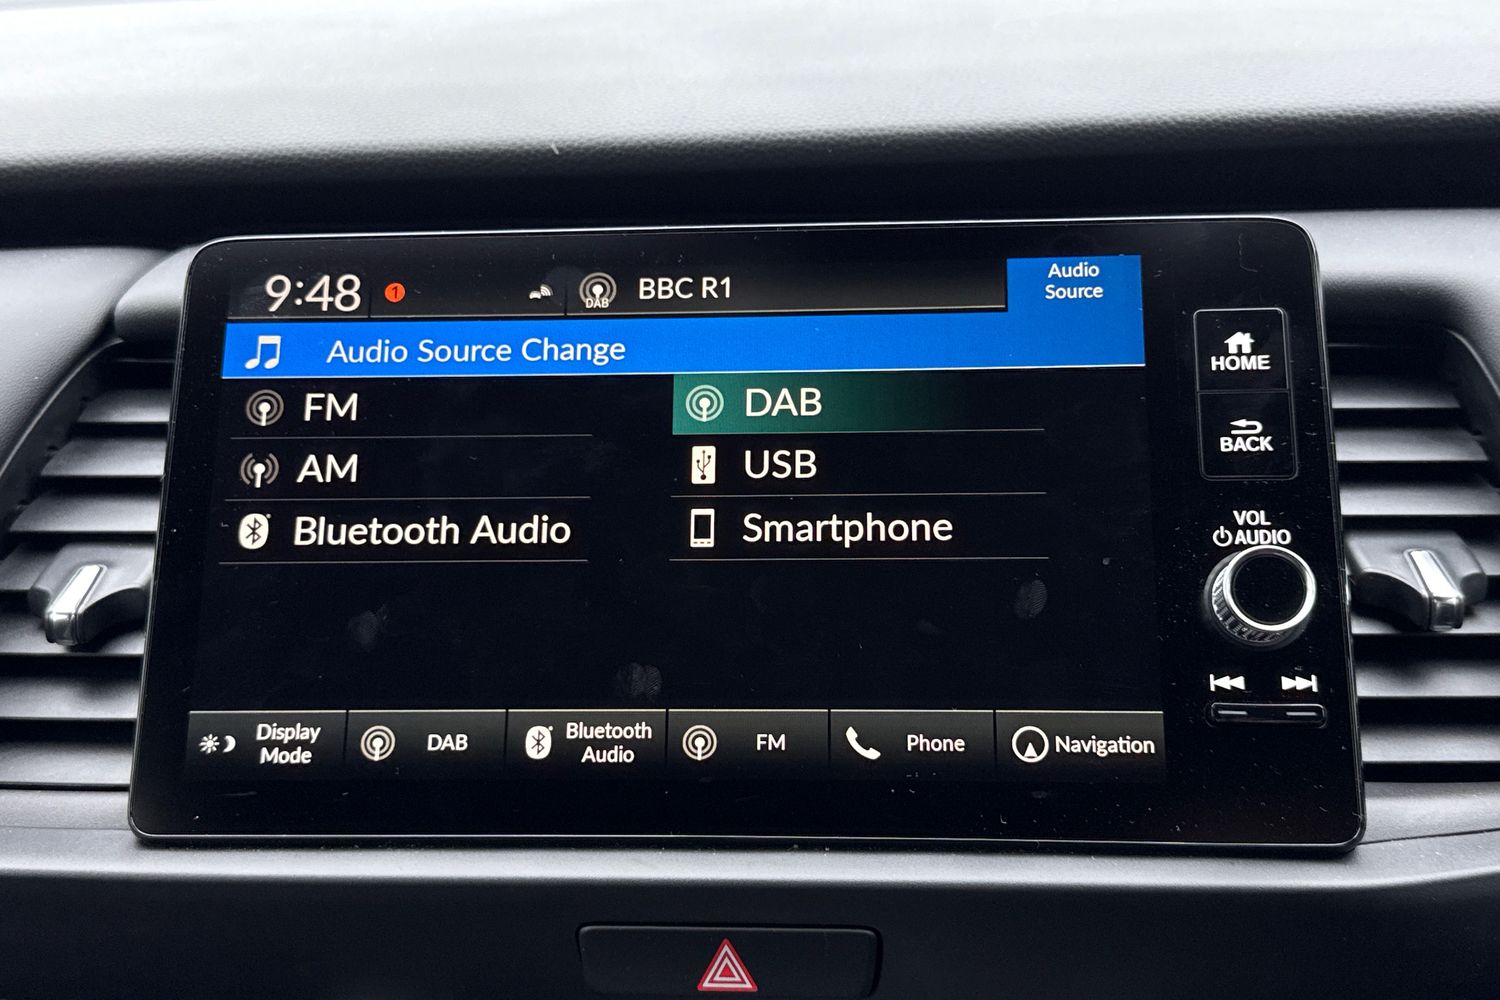 9:48
1
DAB
BBC R1
Audio
Source
Audio Source Change
FM
DAB
AM
USB
Bluetooth Audio
Smartphone
HOME
BACK
VOL
AUDIO
Display
Mode
DAB
Bluetooth
Audio
FM
Phone
Navigation